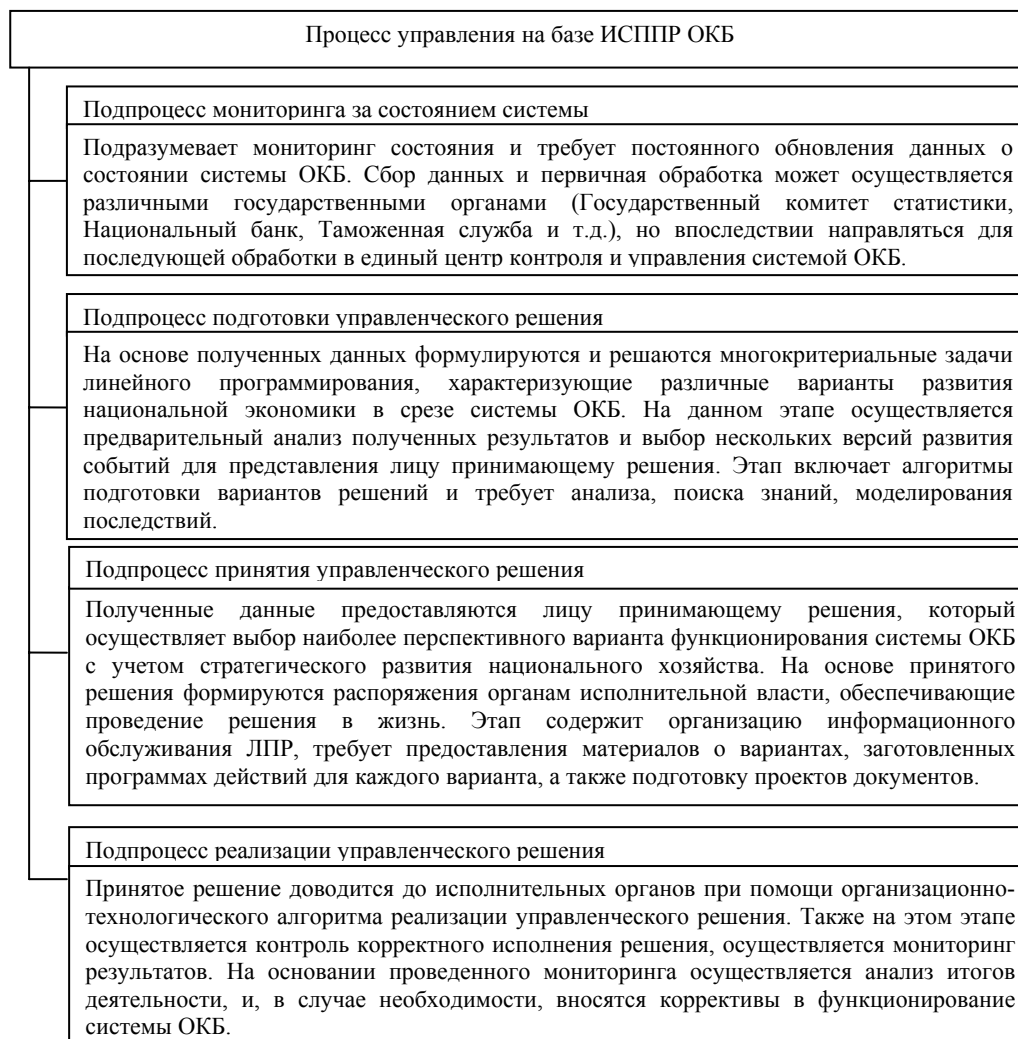 Процесс управления на базе ИСППР ОКБ
Подпроцесс мониторинга за состоянием системы
Подразумевает мониторинг состояния и требует постоянного обновления данных о
состоянии системы ОКБ. Сбор данных и первичная обработка может осуществляется
различными государственными органами (Государственный комитет статистики,
Национальный банк, Таможенная служба и т.д.), но впоследствии направляться для
последующей обработки в единый центр контроля и управления системой ОКБ.
Подпроцесс подготовки управленческого решения
На основе полученных данных формулируются и решаются многокритериальные задачи
линейного программирования, характеризующие различные варианты развития
национальной экономики в срезе системы ОКБ. На данном этапе осуществляется
предварительный анализ полученных результатов и выбор нескольких версий развития
событий для представления лицу принимающему решения. Этап включает алгоритмы
подготовки вариантов решений и требует анализа, поиска знаний, моделирования
последствий.
Подпроцесс принятия управленческого решения
Полученные данные предоставляются лицу принимающему решения, который
осуществляет выбор наиболее перспективного варианта функционирования системы ОКБ
с учетом стратегического развития национального хозяйства. На основе принятого
решения формируются распоряжения органам исполнительной власти, обеспечивающие
проведение решения в жизнь. Этап содержит организацию информационного
обслуживания ЛПР, требует предоставления материалов о вариантах, заготовленных
программах действий для каждого варианта, а также подготовку проектов документов.
Подпроцесс реализации управленческого решения
Принятое решение доводится до исполнительных органов при помощи организационно-
технологического алгоритма реализации управленческого решения. Также на этом этапе
осуществляется контроль корректного исполнения решения, осуществляется мониторинг
результатов. На основании проведенного мониторинга осуществляется анализ итогов
деятельности, и, в случае необходимости, вносятся коррективы в функционирование
системы ОКБ.